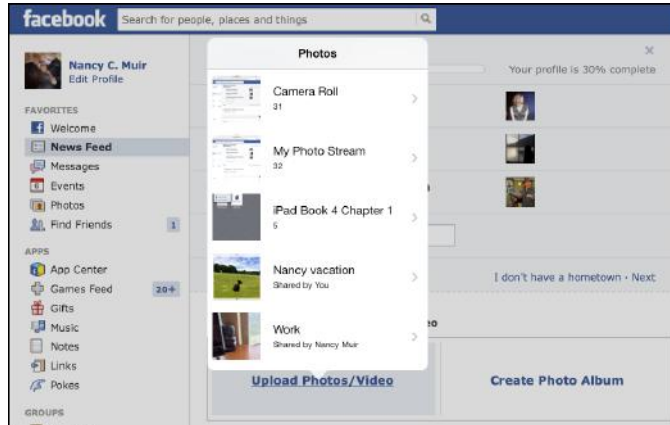 facebook
Search for people, places and things
Nancy C. Muir
Edit Profile
FAVORITES
Welcome
News Feed
Messages
6
Events
Photos
Find Friends
1
APPS
App Center
Games Feed
20+
Gifts
Music
Notes
Links
Pokes
GROUPS
Photos
Camera Roll
31
My Photo Stream
32
iPad Book 4 Chapter 1
5
Nancy vacation
Shared by You
Work
Shared by Nancy Muir
Your profile is 30% complete
I don't have a hometown · Next
Upload Photos/Video
Create Photo Album